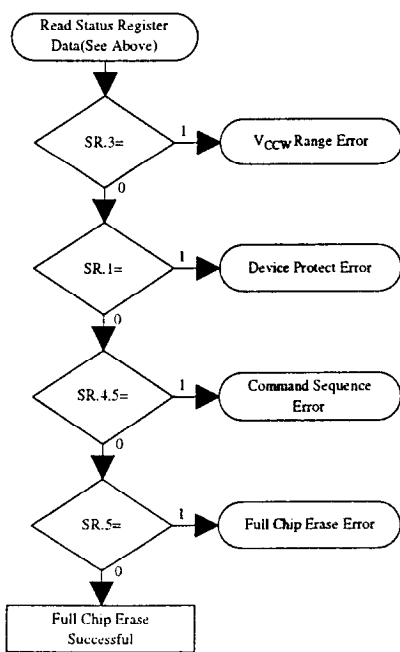 Read Status Register
Data(See Above)
SR.3=
1
VCCW Range Error
0
SR.1=
1
Device Protect Error
0
SR.4.5=
1
Command Sequence
Error
0
SR.5=
1
Full Chip Erase Error
0
Full Chip Erase
Successful